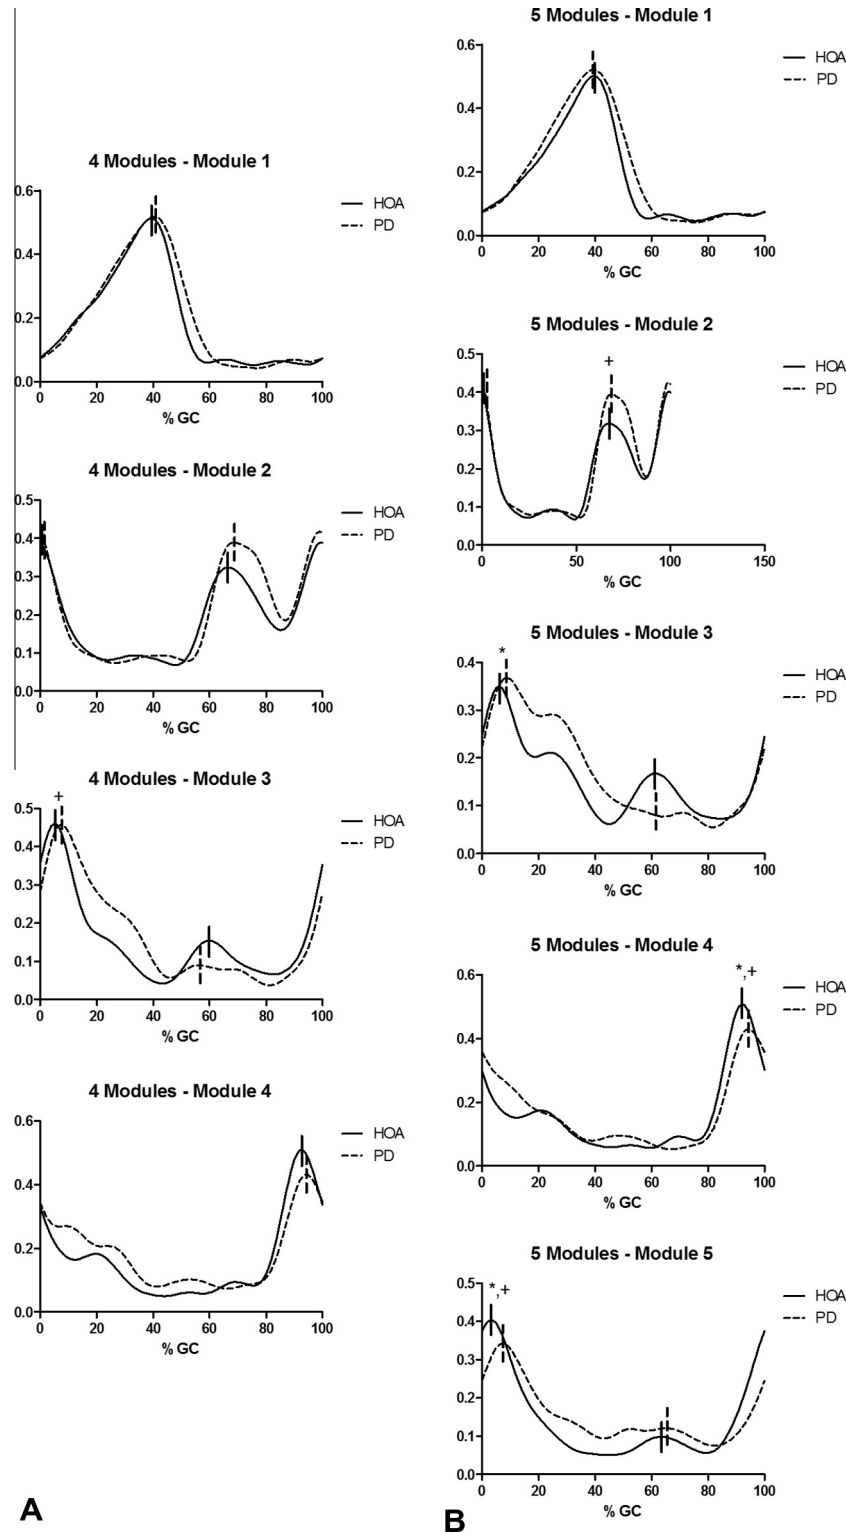 4 Modules - Module 1
0.6
0.4
0.2
0.0
0 20 40 60 80 100
% GC
HOA
PD
4 Modules - Module 2
0.5
0.4
0.3
0.2
0.1
0.0
0 20 40 60 80 100
% GC
HOA
PD
4 Modules - Module 3
+
0.5
0.4
0.3
0.2
0.1
0.0
0 20 40 60 80 100
% GC
HOA
PD
4 Modules - Module 4
0.6
0.4
0.2
0.0
0 20 40 60 80 100
% GC
HOA
PD
A
5 Modules - Module 1
0.6
0.4
0.2
0.0
0 20 40 60 80 100
% GC
HOA
PD
5 Modules - Module 2
+
0.5
0.4
0.3
0.2
0.1
0.0
0 50 100 150
% GC
HOA
PD
5 Modules - Module 3
*
0.4
0.3
0.2
0.1
0.0
0 20 40 60 80 100
% GC
HOA
PD
5 Modules - Module 4
*,+
0.6
0.4
0.2
0.0
0 20 40 60 80 100
% GC
HOA
PD
5 Modules - Module 5
*,+
0.5
0.4
0.3
0.2
0.1
0.0
0 20 40 60 80 100
% GC
HOA
PD
B